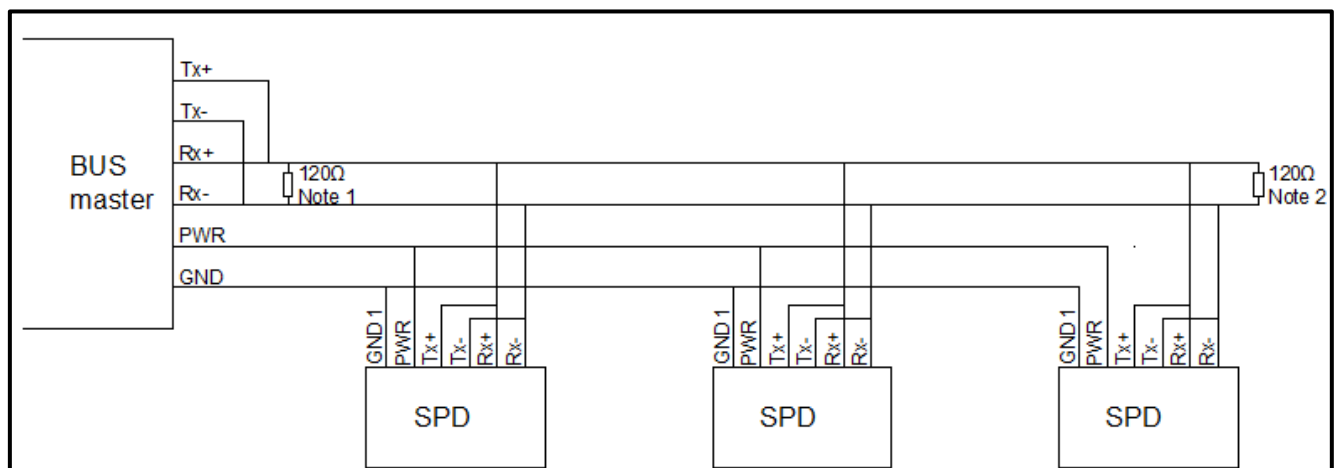 Tx+
Tx-
BUS
master
Rx+
Rx-
120Ω
Note 1
120Ω
Note 2
PWR
GND
GND 1
PWR
Tx+
Tx-
Rx+
Rx-
GND 1
PWR
Tx+
Tx-
Rx+
Rx-
GND 1
PWR
Tx+
Tx-
Rx+
Rx-
SPD
SPD
SPD